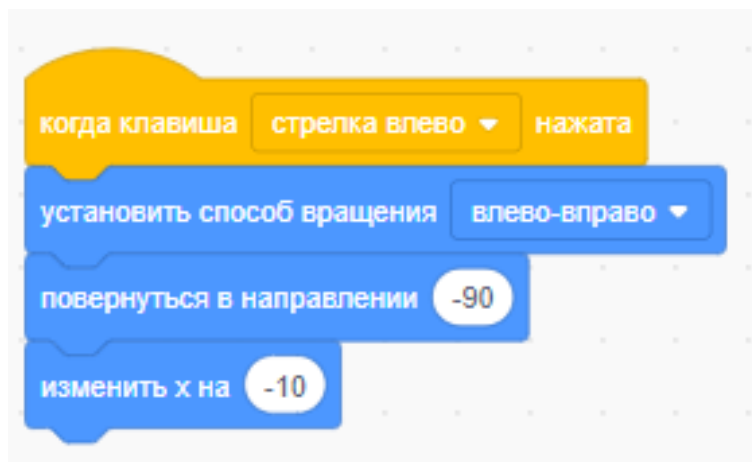 когда клавиша стрелка влево нажата
установить способ вращения влево-вправо
повернуться в направлении -90
изменить x на -10